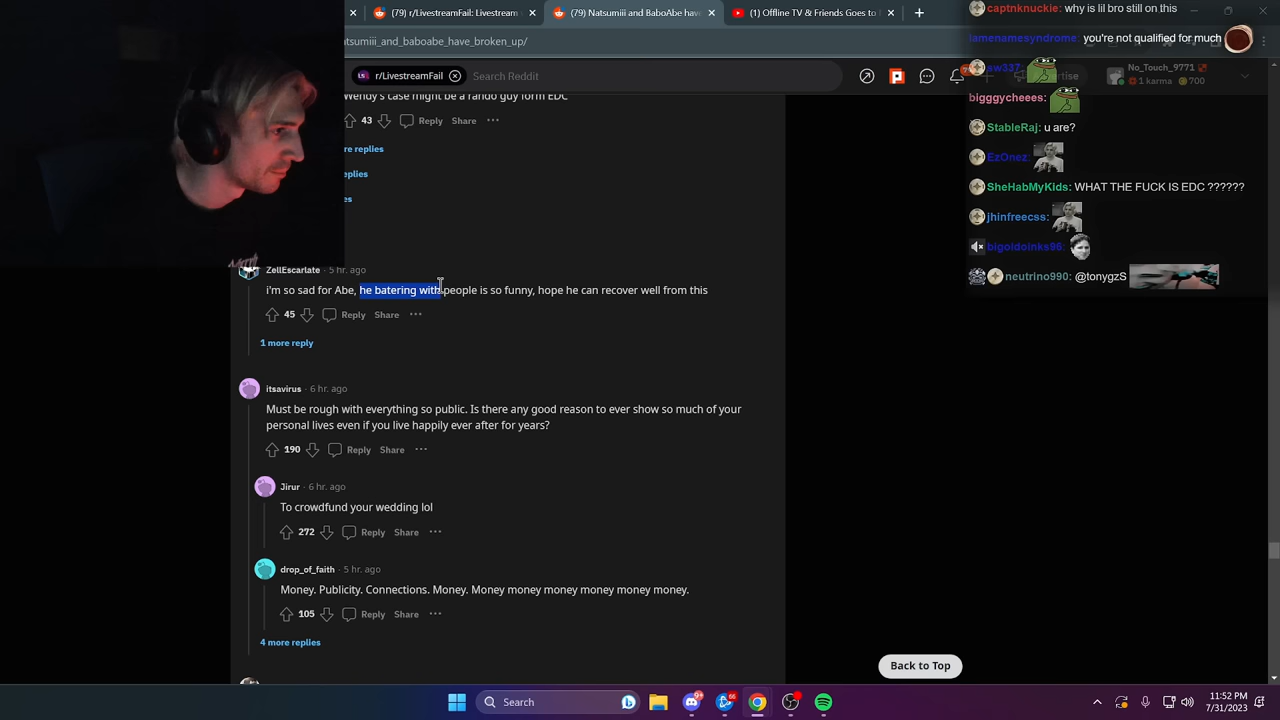 (79) r/LivestreamFail: Livestream
(79) Natsumiii and BaboAbe have
(1) Offline TV & Friends Goes to
atsumiii_and_baboabe_have_broken_up/
r/LivestreamFail
Search Reddit
No_Touch_9771
1 karma 700
Wendy's case might be a rando guy form EDC
43
Reply
Share
re replies
replies
ZellEscarlate · 5 hr. ago
i'm so sad for Abe, he batering with people is so funny, hope he can recover well from this
45
Reply
Share
1 more reply
itsavirus · 6 hr. ago
Must be rough with everything so public. Is there any good reason to ever show so much of your
personal lives even if you live happily ever after for years?
190
Reply
Share
Jirur · 6 hr. ago
To crowdfund your wedding lol
272
Reply
Share
drop_of_faith · 5 hr. ago
Money. Publicity. Connections. Money. Money money money money money money.
105
Reply
Share
4 more replies
Back to Top
captnknuckie: why is lil bro still on this
lamenamesyndrome: you're not qualified for much
sw337:
bigggycheees:
StableRaj: u are?
EzOnez:
SheHabMyKids: WHAT THE FUCK IS EDC ??????
jhinfreecss:
bigoldoinks96:
neutrino990: @tonygzS
Search
11:52 PM
7/31/2023